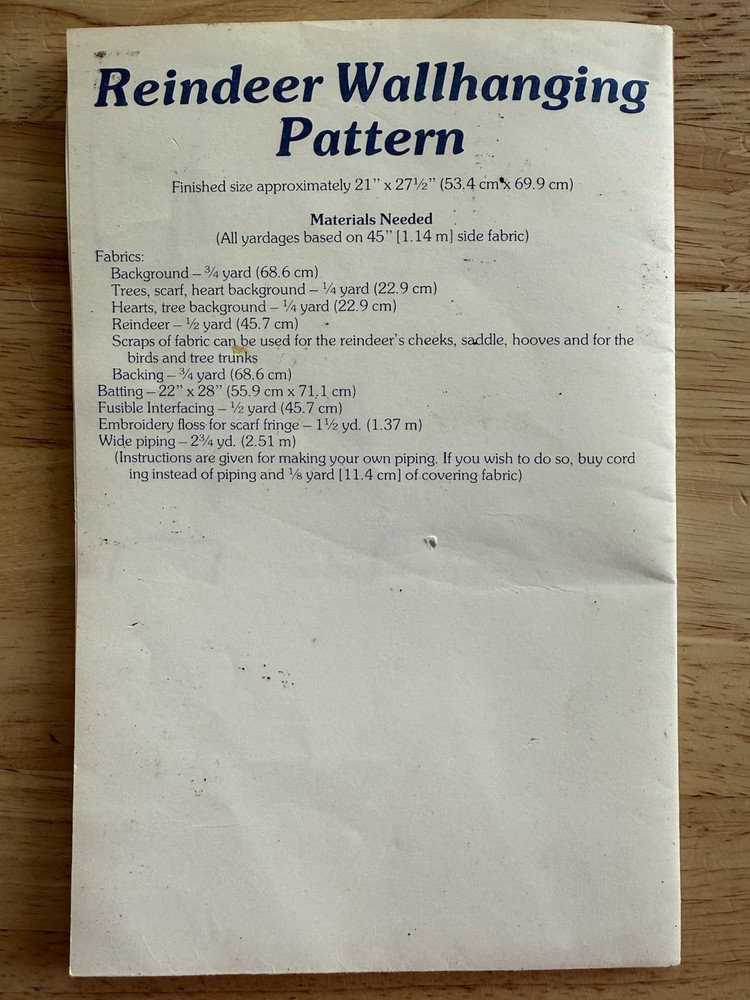 Reindeer Wallhanging
Pattern
Finished size approximately 21” x 27½” (53.4 cm x 69.9 cm)
Materials Needed
(All yardages based on 45” [1.14 m] side fabric)
Fabrics:
Background – ¾ yard (68.6 cm)
Trees, scarf, heart background – ¼ yard (22.9 cm)
Hearts, tree background – ¼ yard (22.9 cm)
Reindeer – ½ yard (45.7 cm)
Scraps of fabric can be used for the reindeer’s cheeks, saddle, hooves and for the
birds and tree trunks
Backing – ¾ yard (68.6 cm)
Batting – 22” x 28” (55.9 cm x 71.1 cm)
Fusible Interfacing – ½ yard (45.7 cm)
Embroidery floss for scarf fringe – 1½ yd. (1.37 m)
Wide piping – 2¾ yd. (2.51 m)
(Instructions are given for making your own piping. If you wish to do so, buy cord
ing instead of piping and ⅛ yard [11.4 cm] of covering fabric)